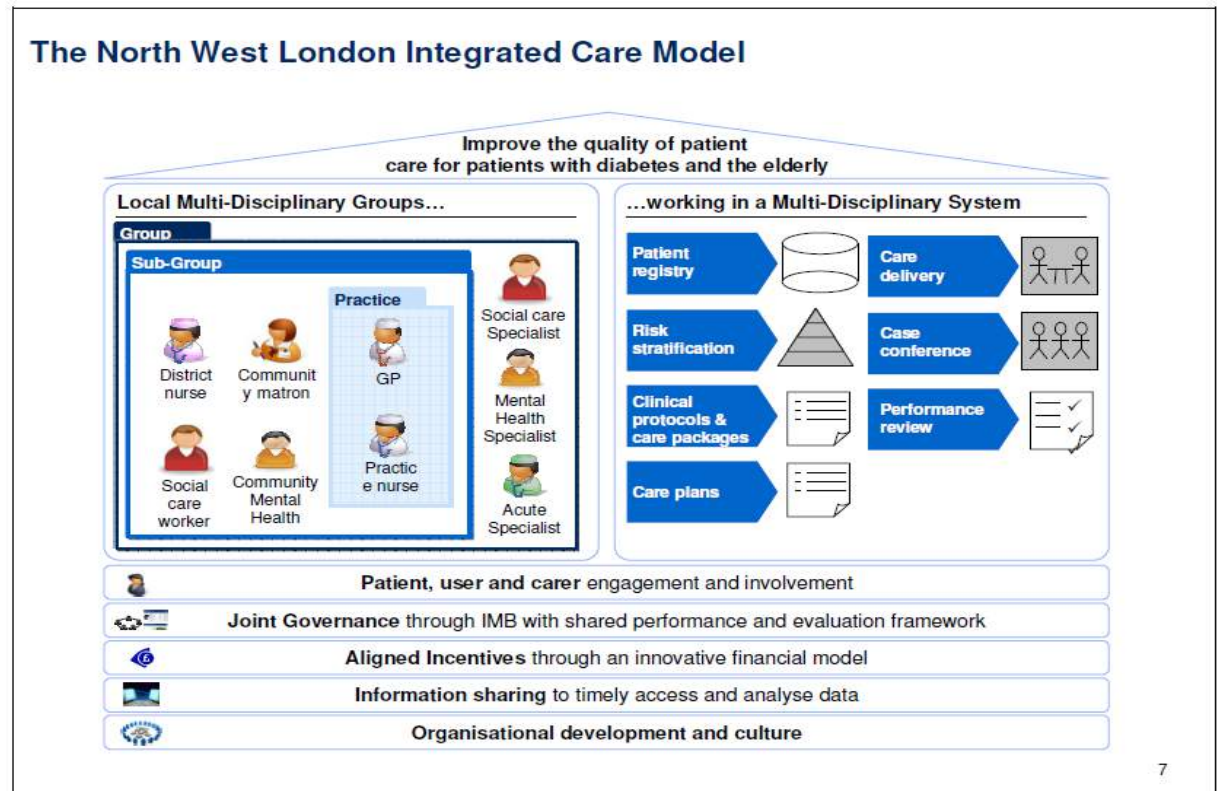 The North West London Integrated Care Model
Improve the quality of patient
care for patients with diabetes and the elderly
Local Multi-Disciplinary Groups...
Group
Sub-Group
District
nurse
Communit
y matron
Social
care
worker
Community
Mental
Health
Practice
GP
Practic
e nurse
Social care
Specialist
Mental
Health
Specialist
Acute
Specialist
...working in a Multi-Disciplinary System
Patient
registry
Risk
stratification
Clinical
protocols &
care packages
Care plans
Care
delivery
Case
conference
Performance
review
Patient, user and carer engagement and involvement
Joint Governance through IMB with shared performance and evaluation framework
Aligned Incentives through an innovative financial model
Information sharing to timely access and analyse data
Organisational development and culture
7